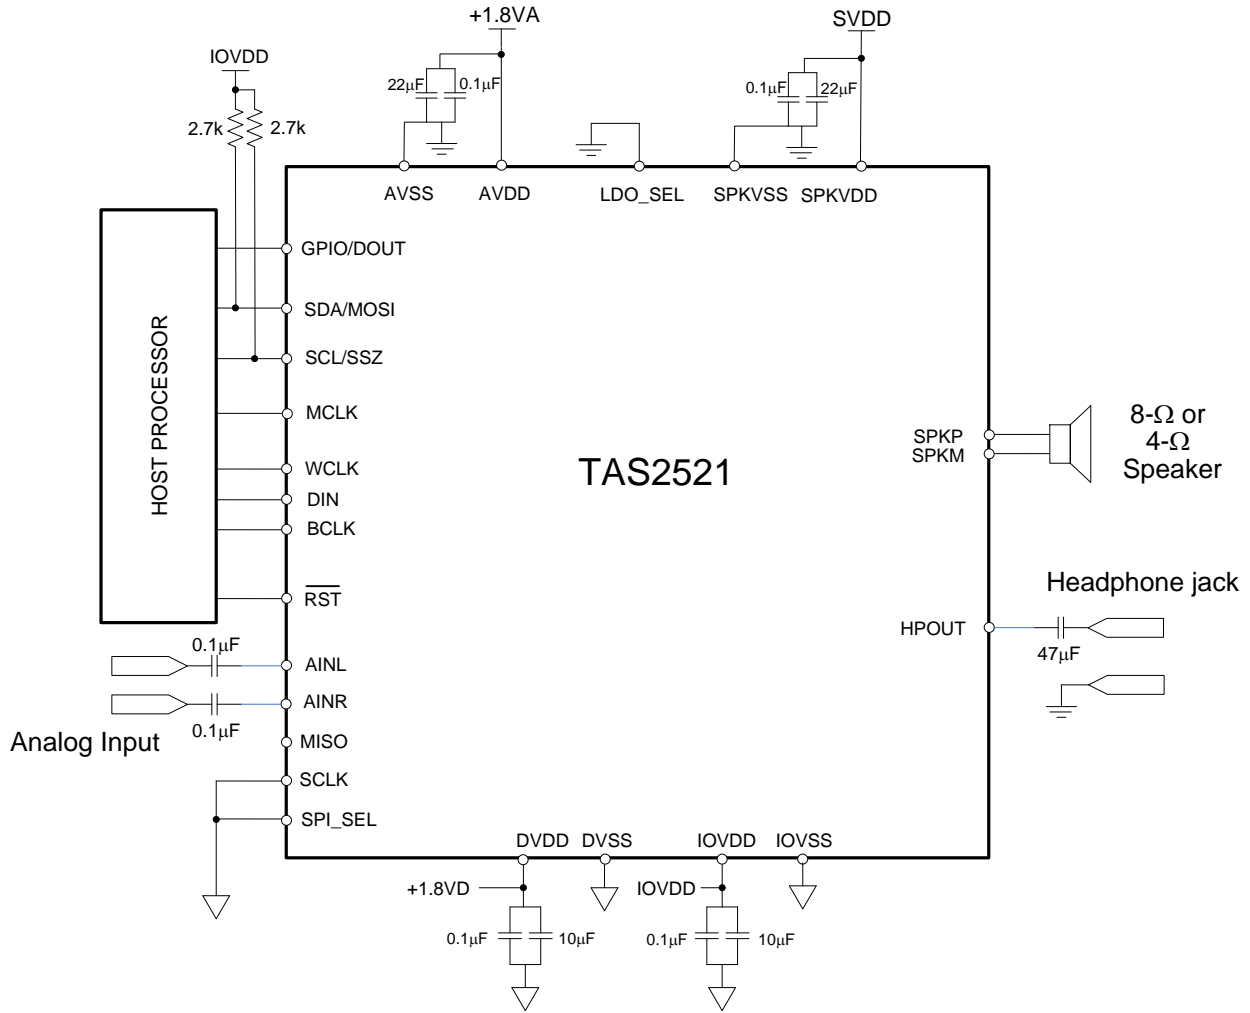 +1.8VA
SVDD
IOVDD
22μF
0.1μF
0.1μF
22μF
2.7k
2.7k
AVSS
AVDD
LDO_SEL
SPKVSS
SPKVDD
HOST PROCESSOR
GPIO/DOUT
SDA/MOSI
SCL/SSZ
MCLK
WCLK
DIN
BCLK
RST
TAS2521
SPKP
SPKM
8-Ω or
4-Ω
Speaker
Headphone jack
HPOUT
47μF
0.1μF
AINL
AINR
0.1μF
Analog Input
MISO
SCLK
SPI_SEL
DVDD
DVSS
IOVDD
IOVSS
+1.8VD
IOVDD
0.1μF
10μF
0.1μF
10μF